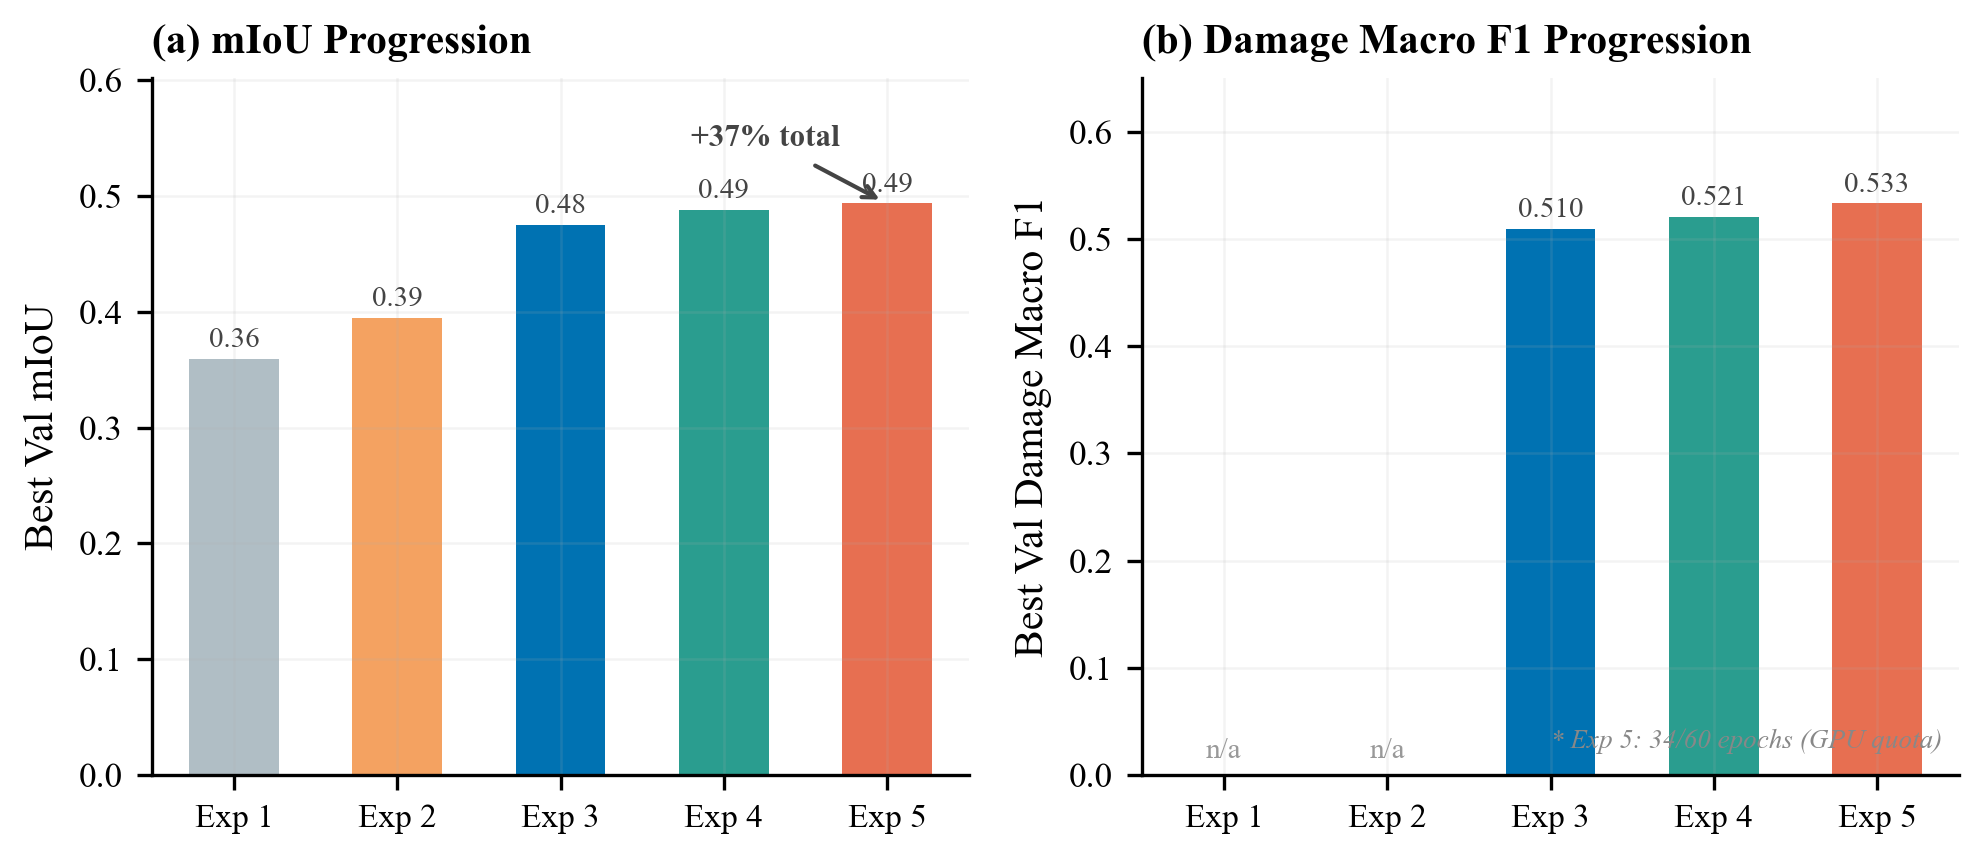 (a) mIoU Progression
Best Val mIoU
0.6
0.5
0.4
0.3
0.2
0.1
0.0
+37% total
0.36
0.39
0.48
0.49
0.49
Exp 1
Exp 2
Exp 3
Exp 4
Exp 5
(b) Damage Macro F1 Progression
Best Val Damage Macro F1
0.6
0.5
0.4
0.3
0.2
0.1
0.0
n/a
n/a
0.510
0.521
0.533
* Exp 5: 34/60 epochs (GPU quota)
Exp 1
Exp 2
Exp 3
Exp 4
Exp 5